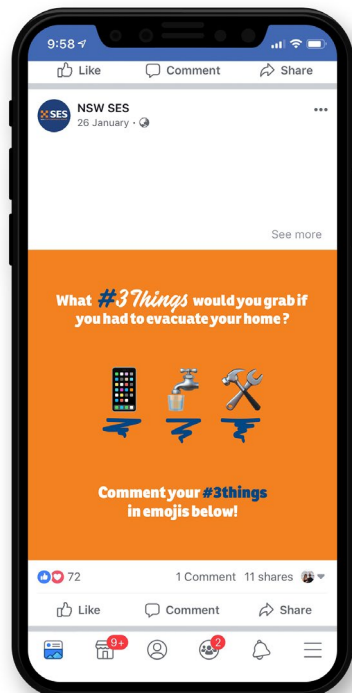 9:58
Like Comment Share
SES
NSW SES
26 January
See more
What #3Things would you grab if
you had to evacuate your home?
Comment your #3things
in emojis below!
72 1 Comment 11 shares
Like Comment Share
9+ 2